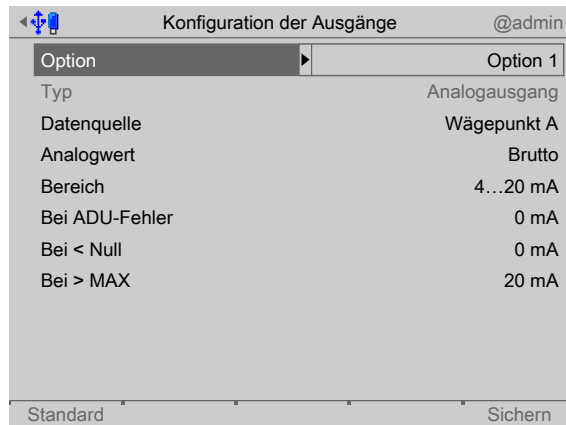 Konfiguration der Ausgänge @admin
Option Option 1
Typ Analogausgang
Datenquelle Wägepunkt A
Analogwert Brutto
Bereich 4…20 mA
Bei ADU-Fehler 0 mA
Bei < Null 0 mA
Bei > MAX 20 mA
Standard Sichern